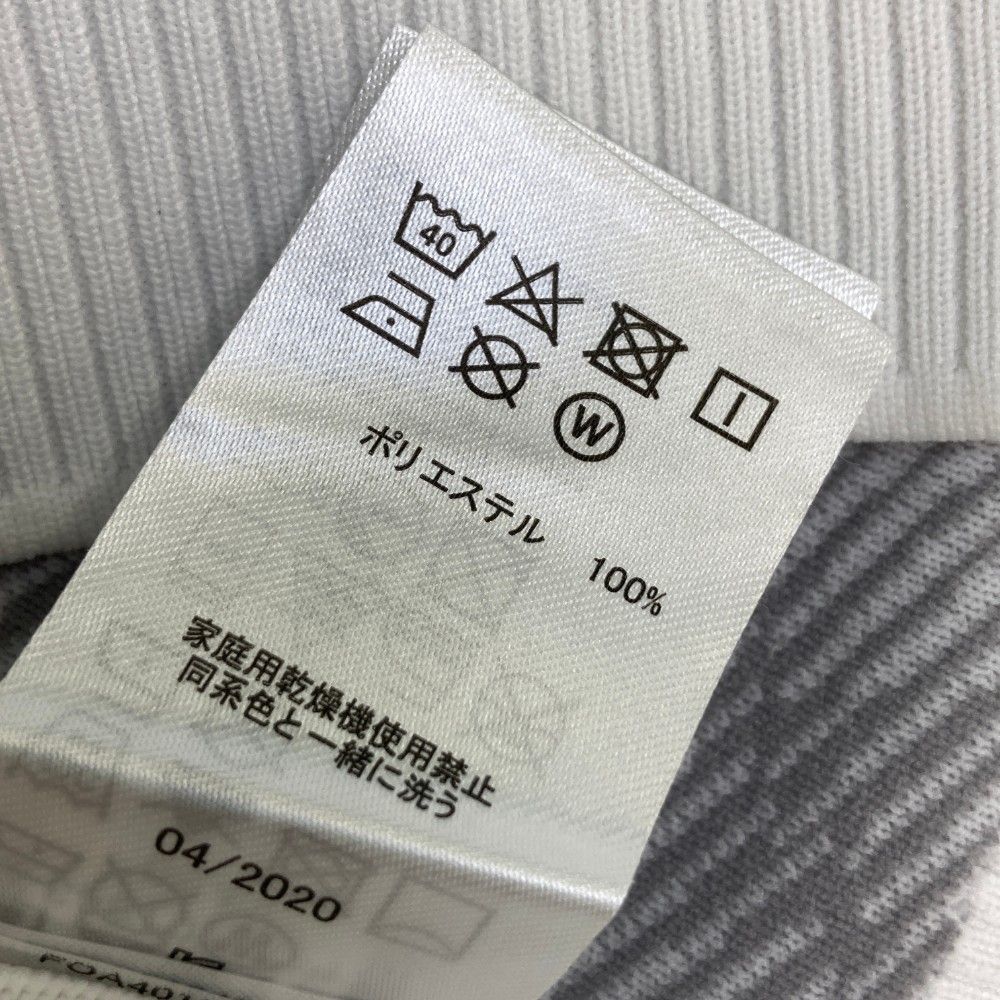 40
W
ポリエステル 100%
家庭用乾燥機使用禁止
同系色と一緒に洗う
04/2020